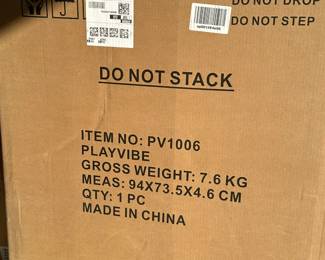 DO NOT DROP
DO NOT STEP
DO NOT STACK
ITEM NO: PV1006
PLAYVIBE
GROSS WEIGHT: 7.6 KG
MEAS: 94X73.5X4.6 CM
QTY: 1 PC
MADE IN CHINA